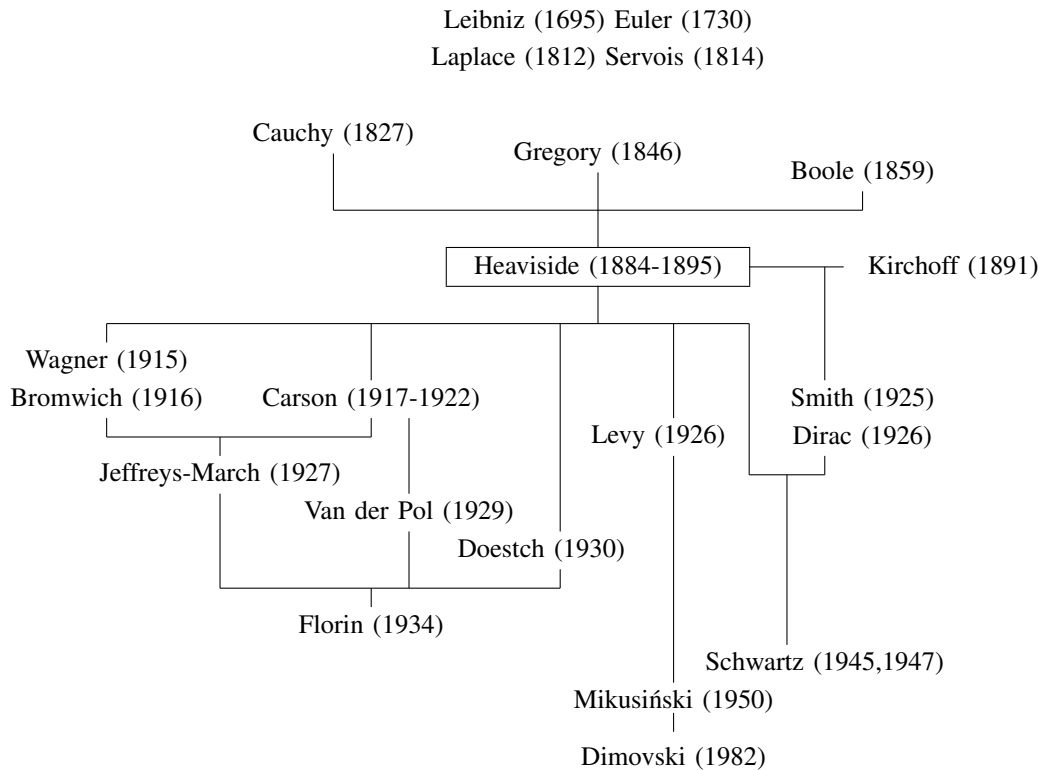 Leibniz (1695) Euler (1730)
Laplace (1812) Servois (1814)
Cauchy (1827)
Gregory (1846)
Boole (1859)
Heaviside (1884-1895)
Kirchoff (1891)
Wagner (1915)
Bromwich (1916)
Carson (1917-1922)
Smith (1925)
Levy (1926)
Dirac (1926)
Jeffreys-March (1927)
Van der Pol (1929)
Doestch (1930)
Florin (1934)
Schwartz (1945,1947)
Mikusiński (1950)
Dimovski (1982)